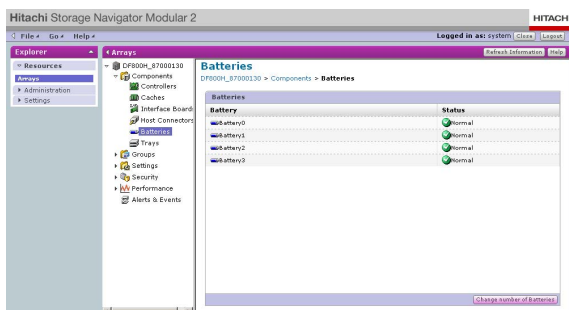 Hitachi Storage Navigator Modular 2
HITACH
File Go Help
Logged in as: system Close Logout
Explorer
Resources
Arrays
Administration
Settings
Arrays
Refresh Information Help
DF800H_87000130
Components
Controllers
Caches
Interface Boards
Host Connectors
Batteries
Trays
Groups
Settings
Security
Performance
Alerts & Events
Batteries
DF800H_87000130 > Components > Batteries
Batteries
Battery Status
Battery0 Normal
Battery1 Normal
Battery2 Normal
Battery3 Normal
Change number of Batteries